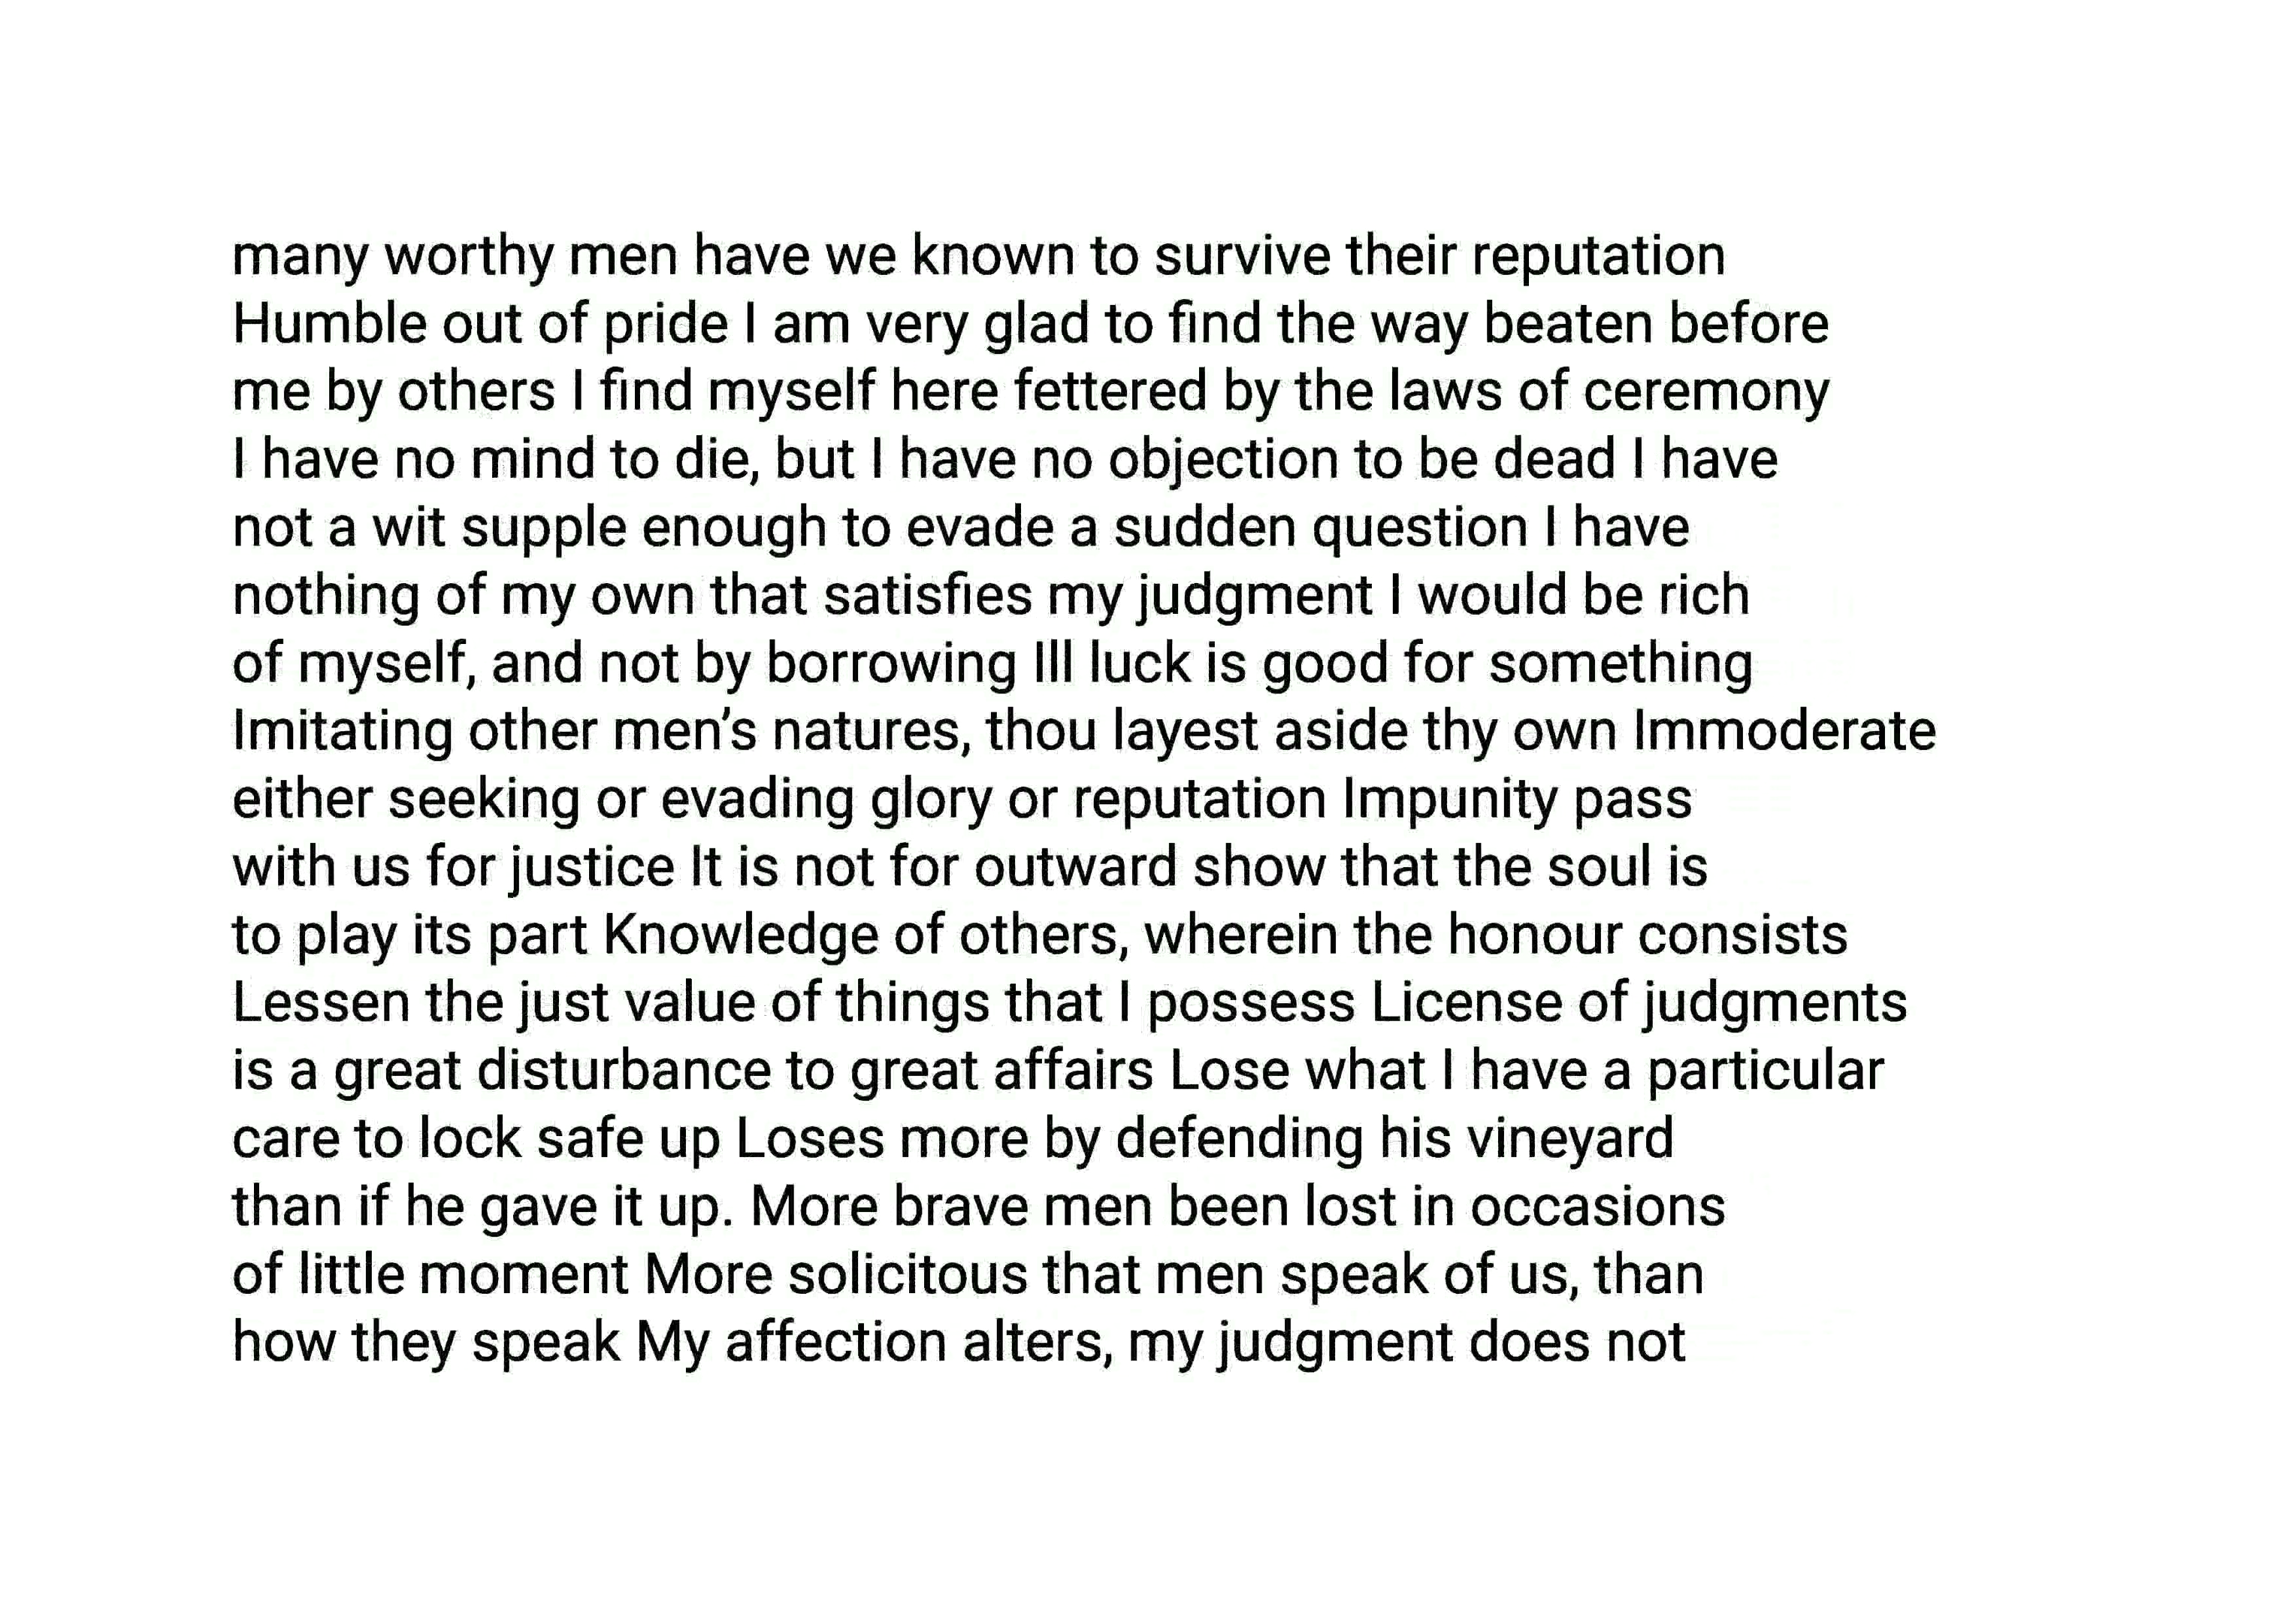 many worthy men have we known to survive their reputation
Humble out of pride I am very glad to find the way beaten before
me by others I find myself here fettered by the laws of ceremony
I have no mind to die, but I have no objection to be dead I have
not a wit supple enough to evade a sudden question I have
nothing of my own that satisfies my judgment I would be rich
of myself, and not by borrowing Ill luck is good for something
Imitating other men’s natures, thou layest aside thy own Immoderate
either seeking or evading glory or reputation Impunity pass
with us for justice It is not for outward show that the soul is
to play its part Knowledge of others, wherein the honour consists
Lessen the just value of things that I possess License of judgments
is a great disturbance to great affairs Lose what I have a particular
care to lock safe up Loses more by defending his vineyard
than if he gave it up. More brave men been lost in occasions
of little moment More solicitous that men speak of us, than
how they speak My affection alters, my judgment does not